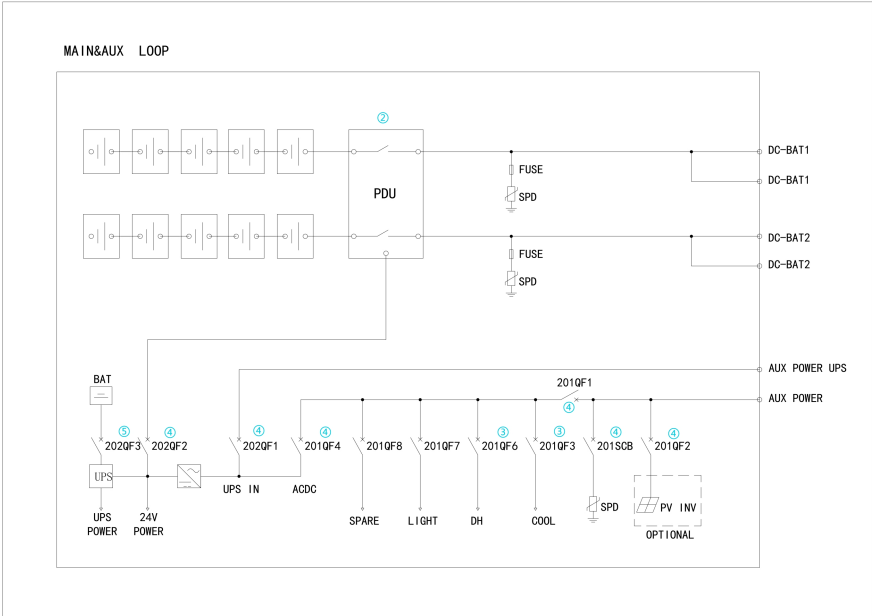 MAIN&AUX LOOP
②
DC-BAT1
FUSE
DC-BAT1
PDU
SPD
DC-BAT2
FUSE
DC-BAT2
SPD
AUX POWER UPS
BAT
201QF1
AUX POWER
④
⑤ ④ ④ ④ ③ ③ ④ ④
202QF3 202QF2 202QF1 201QF4 201QF8 201QF7 201QF6 201QF3 201SCB 201QF2
UPS
UPS IN ACDC
SPD PV INV
UPS POWER
24V POWER
SPARE LIGHT DH COOL
OPTIONAL